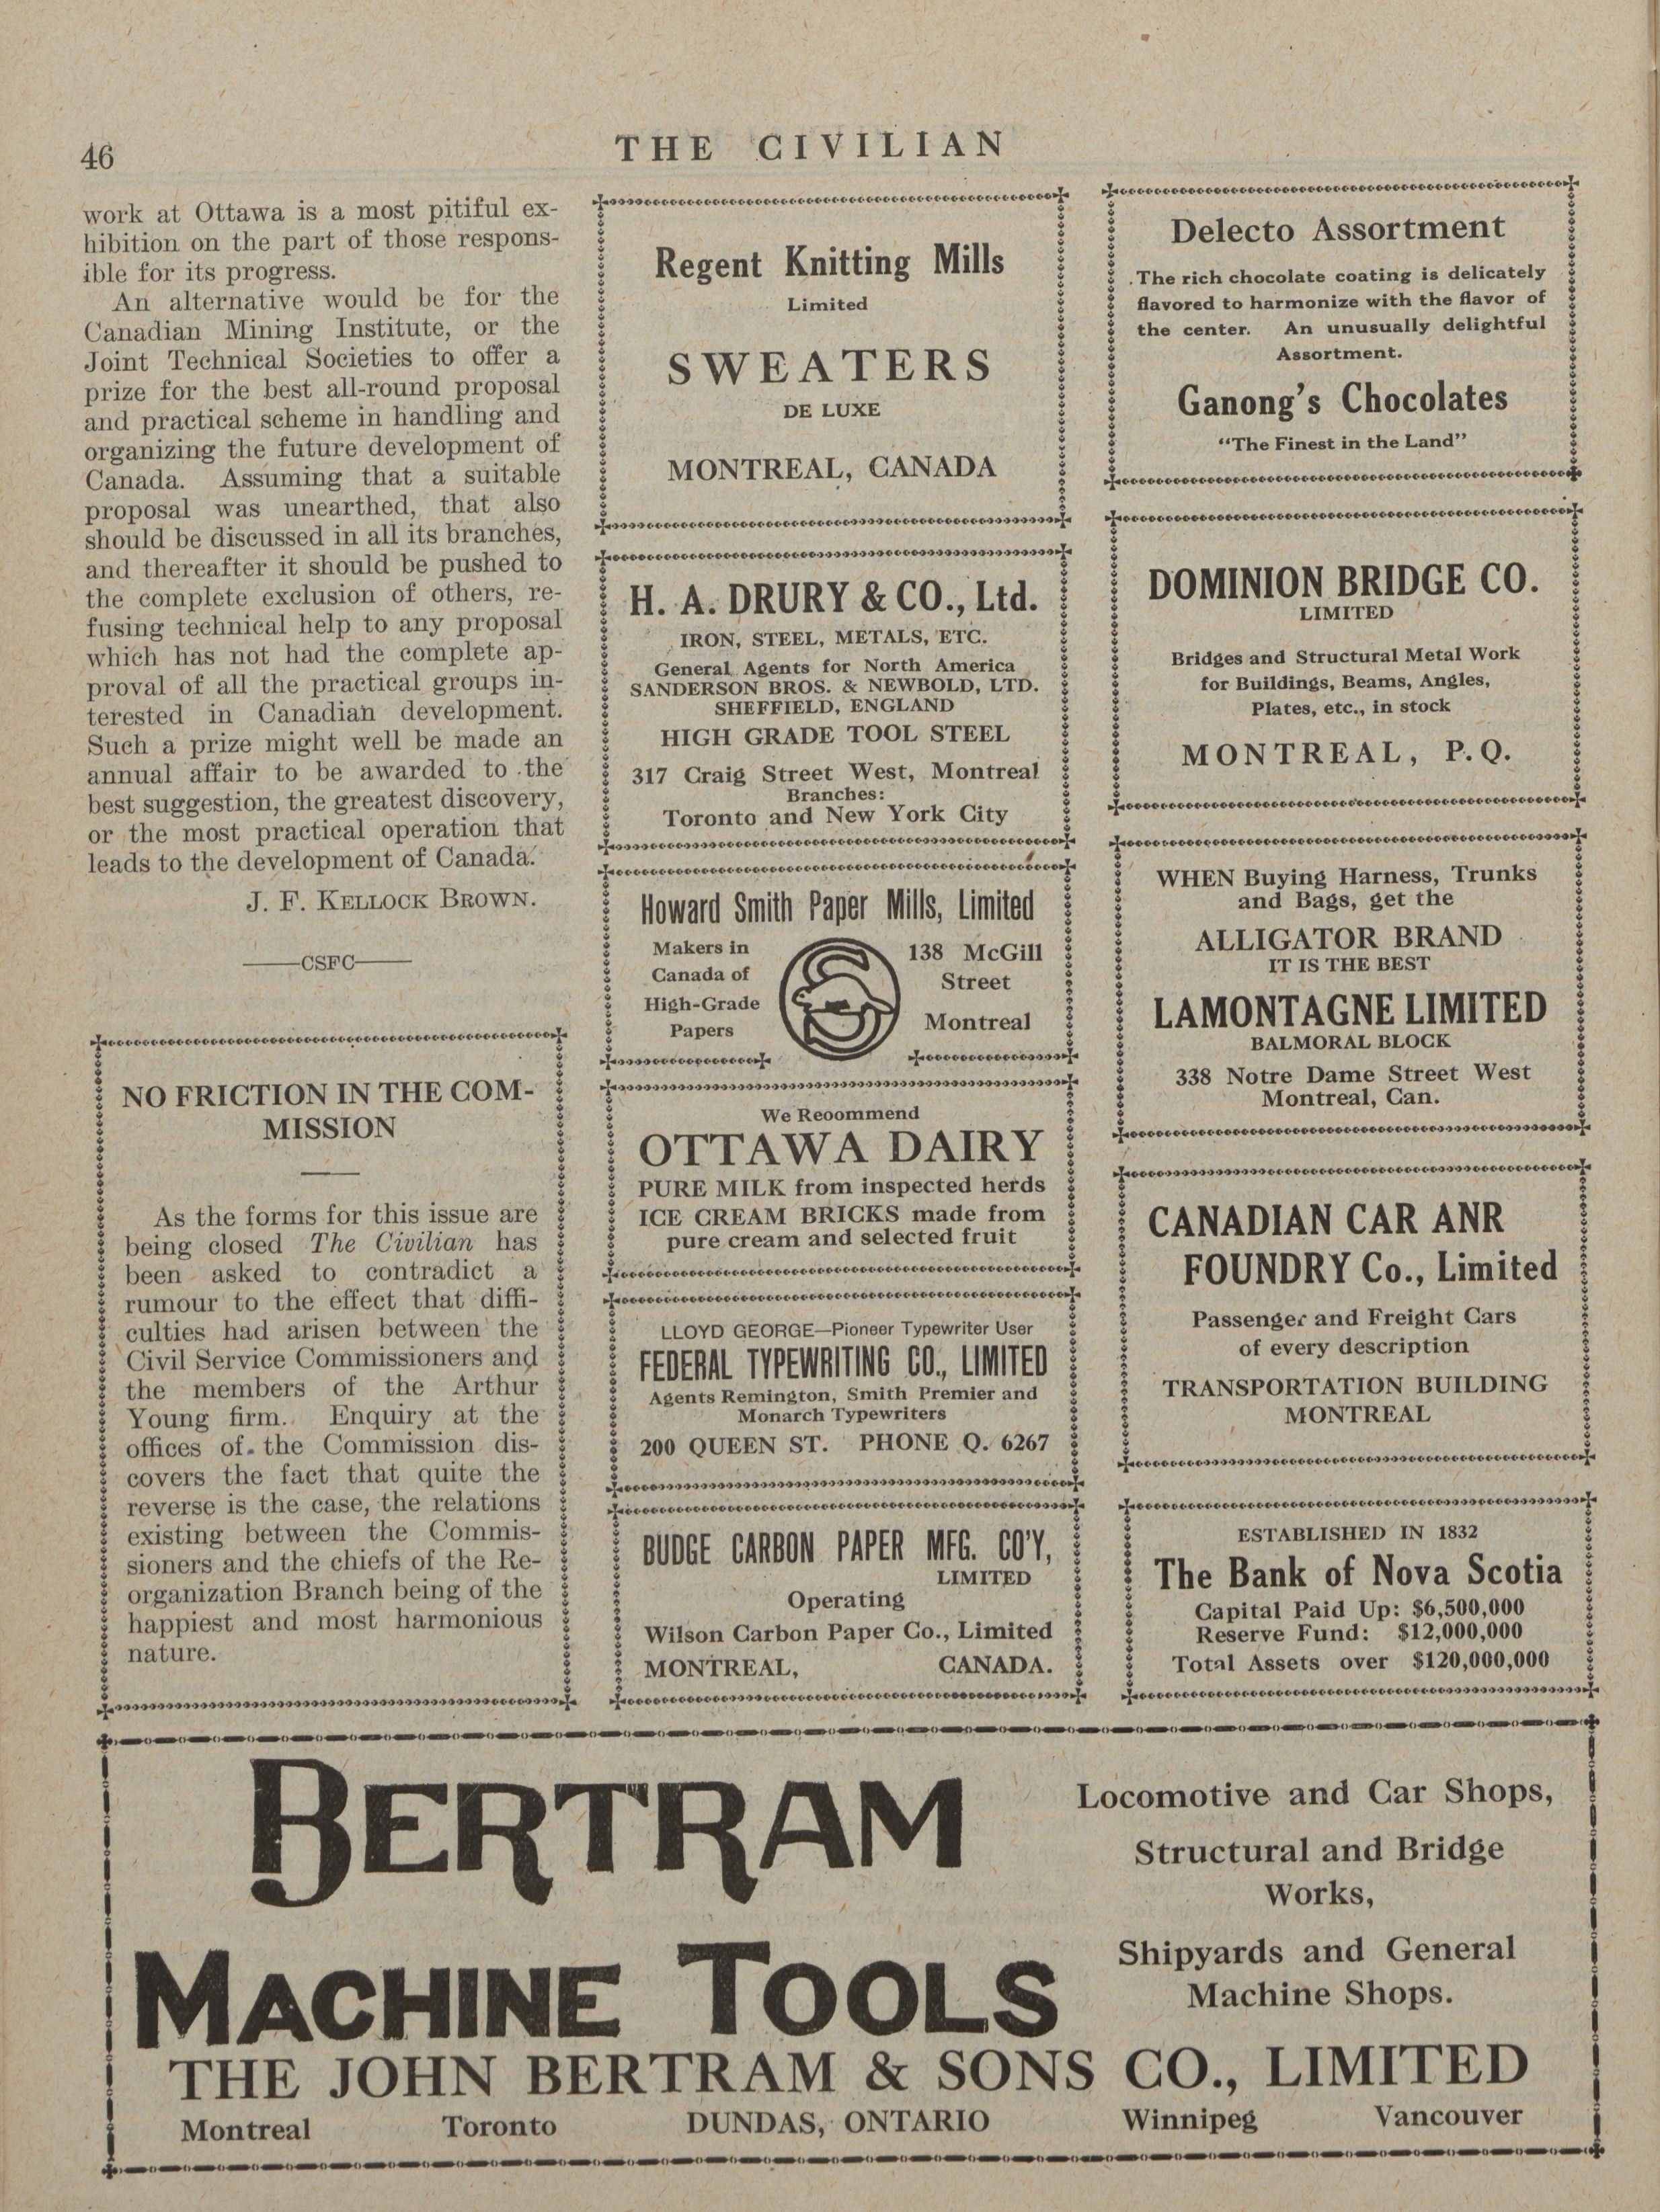 46
THE CIVILIAN
work at Ottawa is a most pitiful ex-
hibition on the part of those respons-
ible for its progress.
An alternative would be for the
Canadian Mining Institute, or the
Joint Technical Societies to offer a
prize for the best all-round proposal
and practical scheme in handling and
organizing the future development of
Canada. Assuming that a suitable
proposal was unearthed, that also
should be discussed in all its branches,
and thereafter it should be pushed to
the complete exclusion of others, re-
fusing technical help to any proposal
which has not had the complete ap-
proval of all the practical groups in-
terested in Canadian development.
Such a prize might well be made an
annual affair to be awarded to the
best suggestion, the greatest discovery,
or the most practical operation that
leads to the development of Canada.
J. F. KELLOCK BROWN.
——CSFC——
NO FRICTION IN THE COM-
MISSION
As the forms for this issue are
being closed The Civilian has
been asked to contradict a
rumour to the effect that diffi-
culties had arisen between the
Civil Service Commissioners and
the members of the Arthur
Young firm. Enquiry at the
offices of the Commission dis-
covers the fact that quite the
reverse is the case, the relations
existing between the Commis-
sioners and the chiefs of the Re-
organization Branch being of the
happiest and most harmonious
nature.
Regent Knitting Mills
Limited
SWEATERS
DE LUXE
MONTREAL, CANADA
H. A. DRURY & CO., Ltd.
IRON, STEEL, METALS, ETC.
General Agents for North America
SANDERSON BROS. & NEWBOLD, LTD.
SHEFFIELD, ENGLAND
HIGH GRADE TOOL STEEL
317 Craig Street West, Montreal
Branches:
Toronto and New York City
Howard Smith Paper Mills, Limited
Makers in
Canada of
High-Grade
Papers
138 McGill
Street
Montreal
We Reoommend
OTTAWA DAIRY
PURE MILK from inspected herds
ICE CREAM BRICKS made from
pure cream and selected fruit
LLOYD GEORGE—Pioneer Typewriter User
FEDERAL TYPEWRITING CO., LIMITED
Agents Remington, Smith Premier and
Monarch Typewriters
200 QUEEN ST. PHONE Q. 6267
BUDGE CARBON PAPER MFG. CO'Y,
LIMITED
Operating
Wilson Carbon Paper Co., Limited
MONTREAL, CANADA.
Delecto Assortment
The rich chocolate coating is delicately
flavored to harmonize with the flavor of
the center. An unusually delightful
Assortment.
Ganong's Chocolates
"The Finest in the Land"
DOMINION BRIDGE CO.
LIMITED
Bridges and Structural Metal Work
for Buildings, Beams, Angles,
Plates, etc., in stock
MONTREAL, P.Q.
WHEN Buying Harness, Trunks
and Bags, get the
ALLIGATOR BRAND
IT IS THE BEST
LAMONTAGNE LIMITED
BALMORAL BLOCK
338 Notre Dame Street West
Montreal, Can.
CANADIAN CAR ANR
FOUNDRY Co., Limited
Passenger and Freight Cars
of every description
TRANSPORTATION BUILDING
MONTREAL
ESTABLISHED IN 1832
The Bank of Nova Scotia
Capital Paid Up: $6,500,000
Reserve Fund: $12,000,000
Total Assets over $120,000,000
BERTRAM
MACHINE TOOLS
Locomotive and Car Shops,
Structural and Bridge
Works,
Shipyards and General
Machine Shops.
THE JOHN BERTRAM & SONS CO., LIMITED
Montreal Toronto DUNDAS, ONTARIO Winnipeg Vancouver